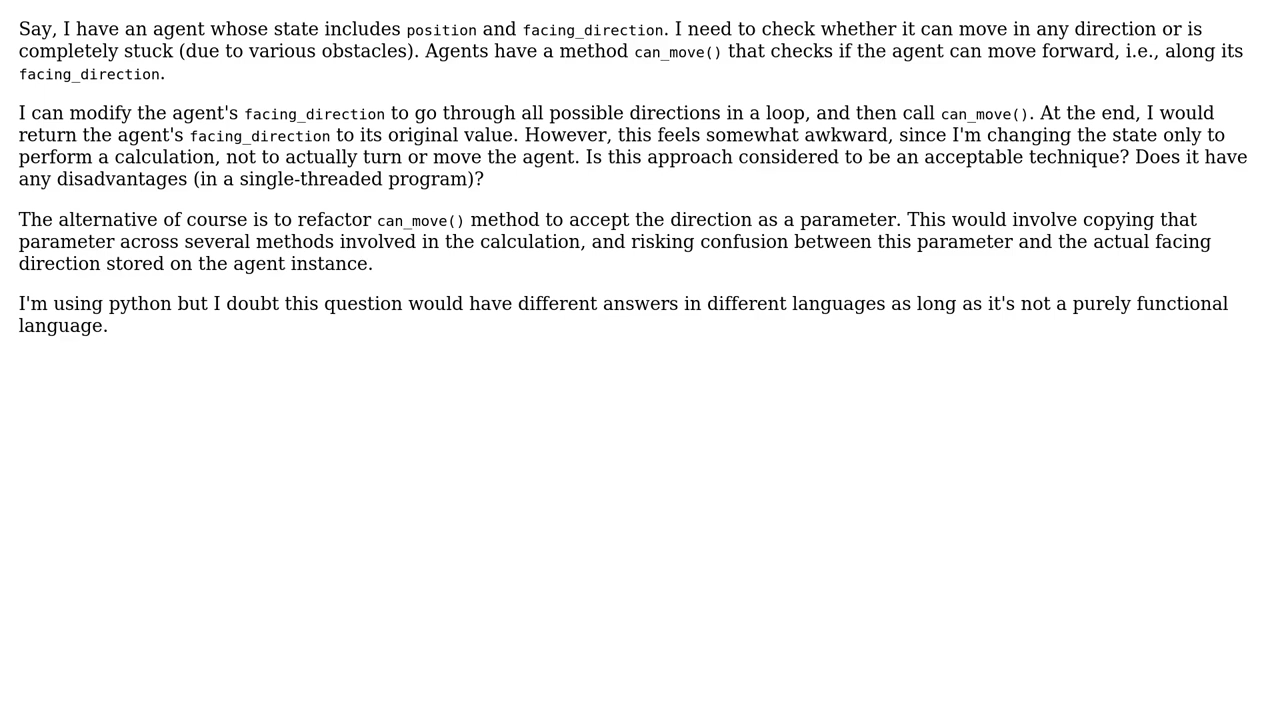 Say, I have an agent whose state includes position and facing_direction. I need to check whether it can move in any direction or is
completely stuck (due to various obstacles). Agents have a method can_move() that checks if the agent can move forward, i.e., along its
facing_direction.
I can modify the agent's facing_direction to go through all possible directions in a loop, and then call can_move(). At the end, I would
return the agent's facing_direction to its original value. However, this feels somewhat awkward, since I'm changing the state only to
perform a calculation, not to actually turn or move the agent. Is this approach considered to be an acceptable technique? Does it have
any disadvantages (in a single-threaded program)?
The alternative of course is to refactor can_move() method to accept the direction as a parameter. This would involve copying that
parameter across several methods involved in the calculation, and risking confusion between this parameter and the actual facing
direction stored on the agent instance.
I'm using python but I doubt this question would have different answers in different languages as long as it's not a purely functional
language.